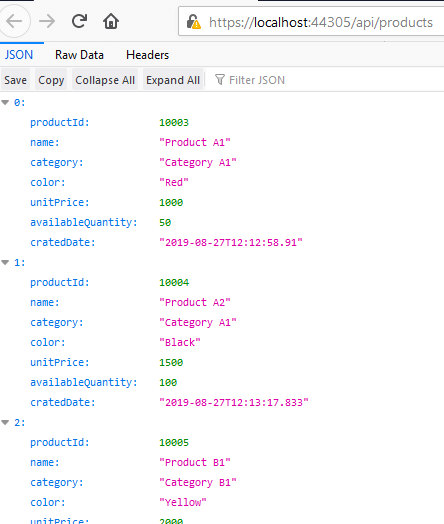 https://localhost:44305/api/products
JSON Raw Data Headers
Save Copy Collapse All Expand All Filter JSON
0:
productId: 10003
name: "Product A1"
category: "Category A1"
color: "Red"
unitPrice: 1000
availableQuantity: 50
cratedDate: "2019-08-27T12:12:58.91"
1:
productId: 10004
name: "Product A2"
category: "Category A1"
color: "Black"
unitPrice: 1500
availableQuantity: 100
cratedDate: "2019-08-27T12:13:17.833"
2:
productId: 10005
name: "Product B1"
category: "Category B1"
color: "Yellow"
unitPrice: 2000